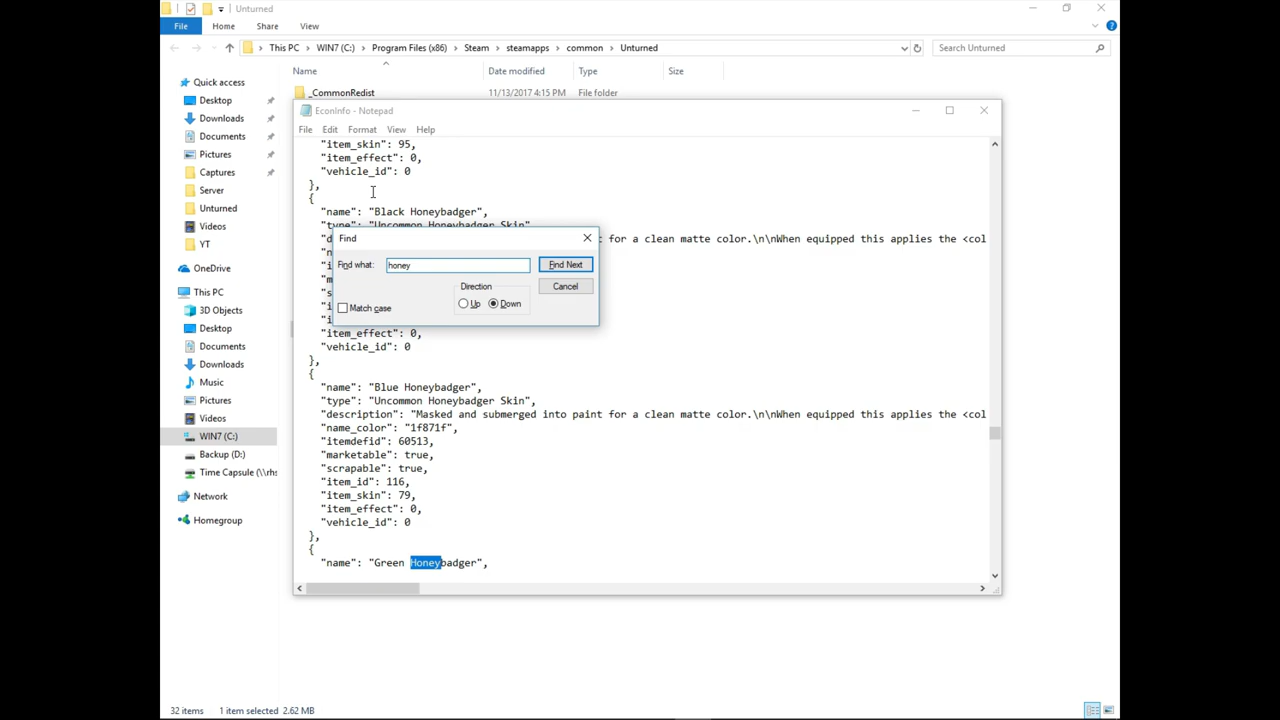 Unturned
File Home Share View
This PC WIN7 (C:) Program Files (x86) Steam steamapps common Unturned
Search Unturned
Name Date modified Type Size
_CommonRedist 11/13/2017 4:15 PM File folder
Quick access
Desktop
Downloads
Documents
Pictures
Captures
Server
Unturned
Videos
YT
OneDrive
This PC
3D Objects
Desktop
Documents
Downloads
Music
Pictures
Videos
WIN7 (C:)
Backup (D:)
Time Capsule (\\rhs
Network
Homegroup
EconInfo - Notepad
File Edit Format View Help
"item_skin": 95,
"item_effect": 0,
"vehicle_id": 0
},
{
"name": "Black Honeybadger",
"type": "Uncommon Honeybadger Skin",
for a clean matte color.\n\nWhen equipped this applies the <col
"item_effect": 0,
"vehicle_id": 0
},
{
"name": "Blue Honeybadger",
"type": "Uncommon Honeybadger Skin",
"description": "Masked and submerged into paint for a clean matte color.\n\nWhen equipped this applies the <col
"name_color": "1f871f",
"itemdefid": 60513,
"marketable": true,
"scrapable": true,
"item_id": 116,
"item_skin": 79,
"item_effect": 0,
"vehicle_id": 0
},
{
"name": "Green Honeybadger",
Find
Find what: honey Find Next
Direction Cancel
Match case Up Down
32 items 1 item selected 2.62 MB